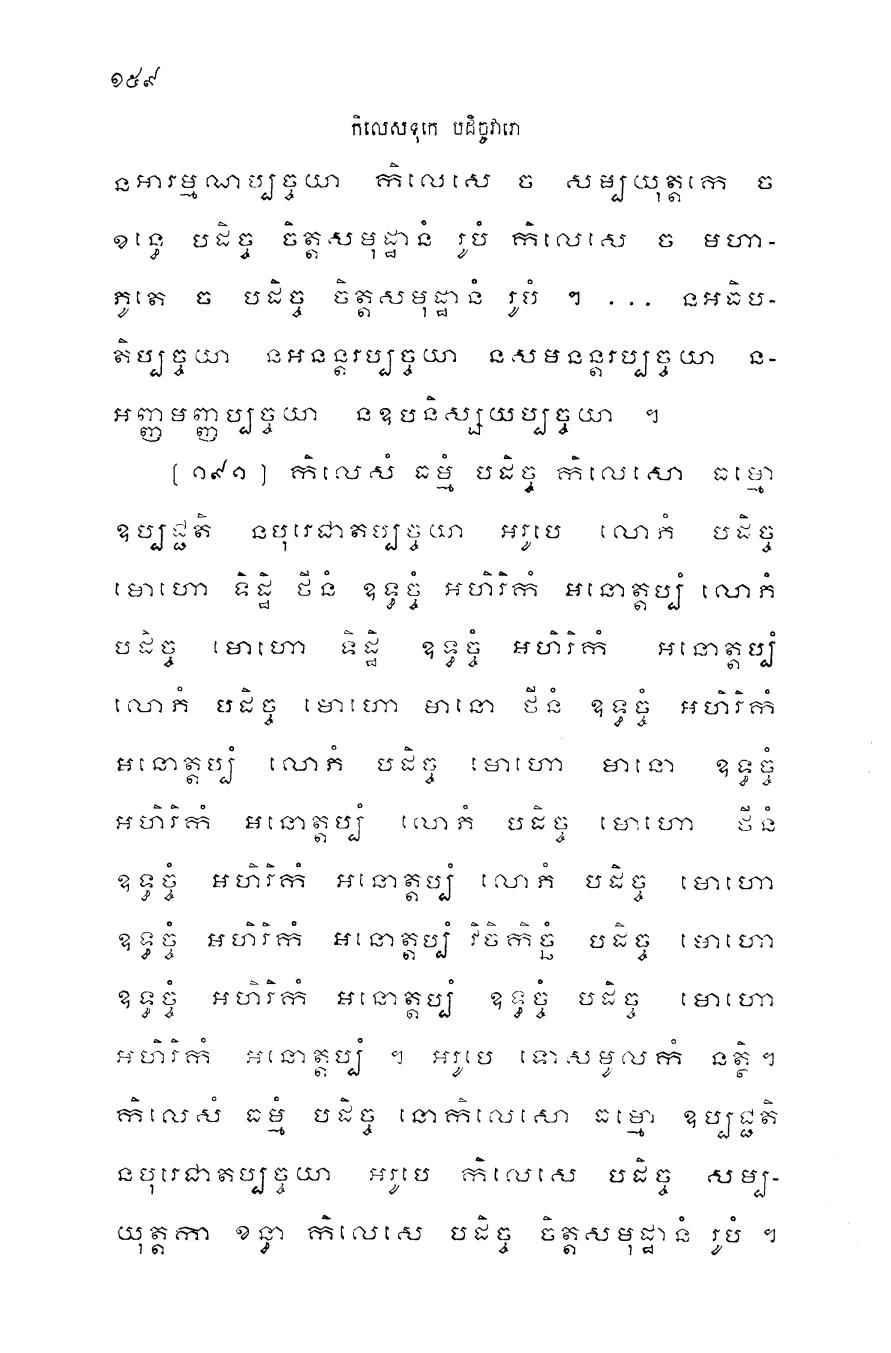 ១៥៩
កិលេសទុកេ បដិច្ចវារោ
នអារម្មណប្បច្ចយា កិលេសេ ច សម្បយុត្តកេ ច
ខន្ធេ បដិច្ច ចិត្តសមុដ្ឋានំ រូបំ កិលេសេ ច មហា-
ភូតេ ច បដិច្ច ចិត្តសមុដ្ឋានំ រូបំ ។ ... នអធិប-
តិប្បច្ចយា នអនន្តរប្បច្ចយា នសមនន្តរប្បច្ចយា ន-
អញ្ញមញ្ញប្បច្ចយា នឧបនិស្សយប្បច្ចយា ។
[ ១៩១ ] កិលេសំ ធម្មំ បដិច្ច កិលេសោ ធម្មោ
ឧប្បជ្ជតិ នបុរេជាតប្បច្ចយា អរូបេ លោភំ បដិច្ច
មោហោ ទិដ្ឋិ ថីនំ ឧទ្ធច្ចំ អហិរិកំ អនោត្តប្បំ លោភំ
បដិច្ច មោហោ ទិដ្ឋិ ឧទ្ធច្ចំ អហិរិកំ អនោត្តប្បំ
លោភំ បដិច្ច មោហោ មានោ ថីនំ ឧទ្ធច្ចំ អហិរិកំ
អនោត្តប្បំ លោភំ បដិច្ច មោហោ មានោ ឧទ្ធច្ចំ
អហិរិកំ អនោត្តប្បំ លោភំ បដិច្ច មោហោ ថីនំ
ឧទ្ធច្ចំ អហិរិកំ អនោត្តប្បំ លោភំ បដិច្ច មោហោ
ឧទ្ធច្ចំ អហិរិកំ អនោត្តប្បំ វិចិកិច្ឆំ បដិច្ច មោហោ
ឧទ្ធច្ចំ អហិរិកំ អនោត្តប្បំ ឧទ្ធច្ចំ បដិច្ច មោហោ
អហិរិកំ អនោត្តប្បំ ។ អរូបេ ទោសមូលកំ នត្ថិ ។
កិលេសំ ធម្មំ បដិច្ច នោកិលេសោ ធម្មោ ឧប្បជ្ជតិ
នបុរេជាតប្បច្ចយា អរូបេ កិលេសេ បដិច្ច សម្ប-
យុត្តកា ខន្ធា កិលេសេ បដិច្ច ចិត្តសមុដ្ឋានំ រូបំ ។